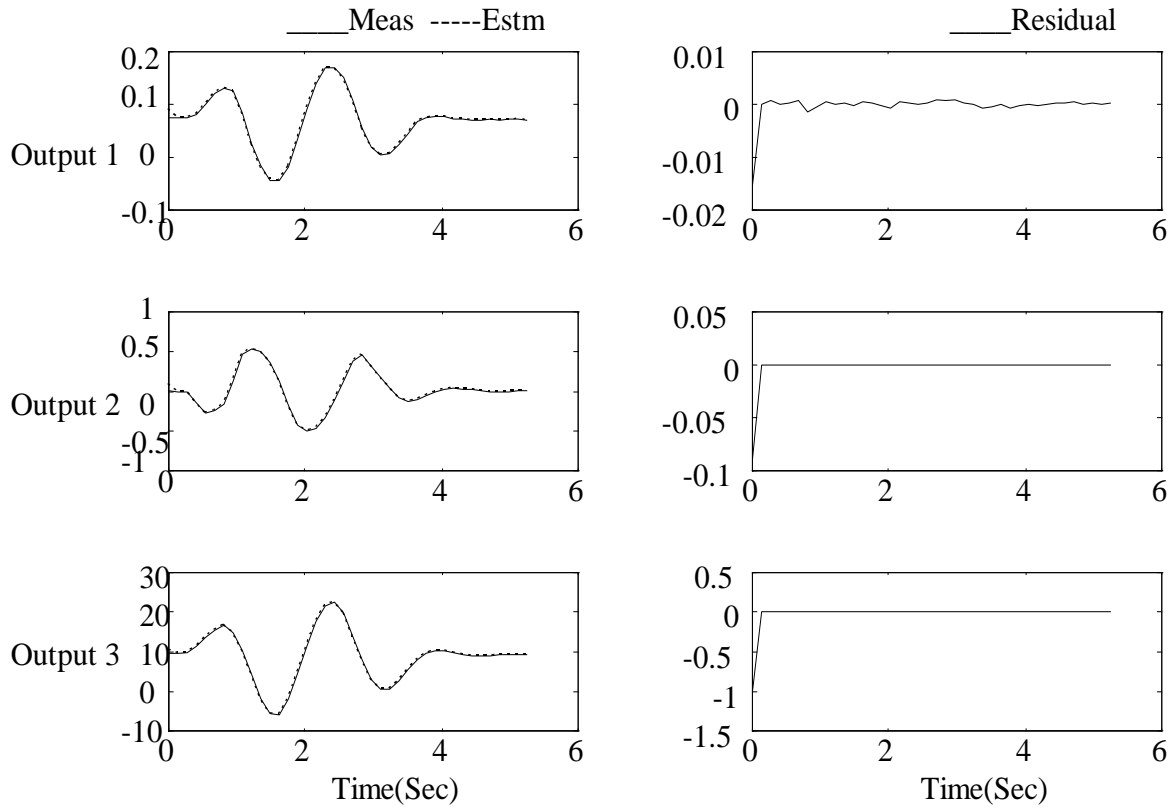 ____Meas -----Estm
____Residual
0.2
0.1
0
-0.1
Output 1
0 2 4 6
0.01
0
-0.01
-0.02
0 2 4 6
1
0.5
0
-0.5
-1
Output 2
0 2 4 6
0.05
0
-0.05
-0.1
0 2 4 6
30
20
10
0
-10
Output 3
0 2 4 6
Time(Sec)
0.5
0
-0.5
-1
-1.5
0 2 4 6
Time(Sec)